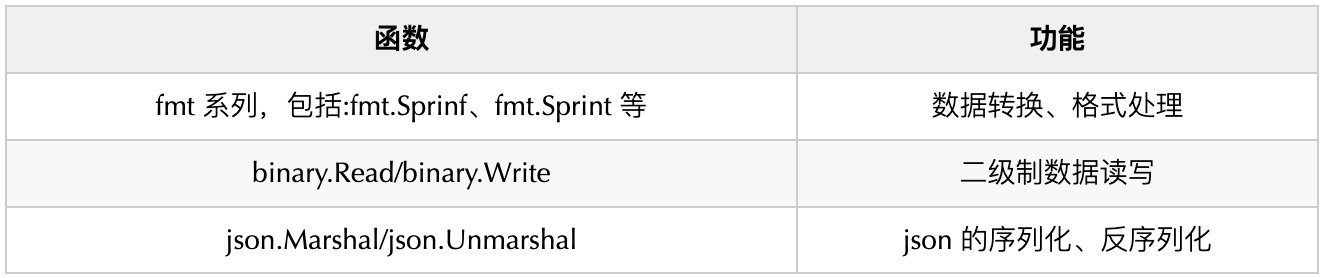 函数 功能
fmt 系列，包括:fmt.Sprinf、fmt.Sprint 等 数据转换、格式处理
binary.Read/binary.Write 二级制数据读写
json.Marshal/json.Unmarshal json 的序列化、反序列化